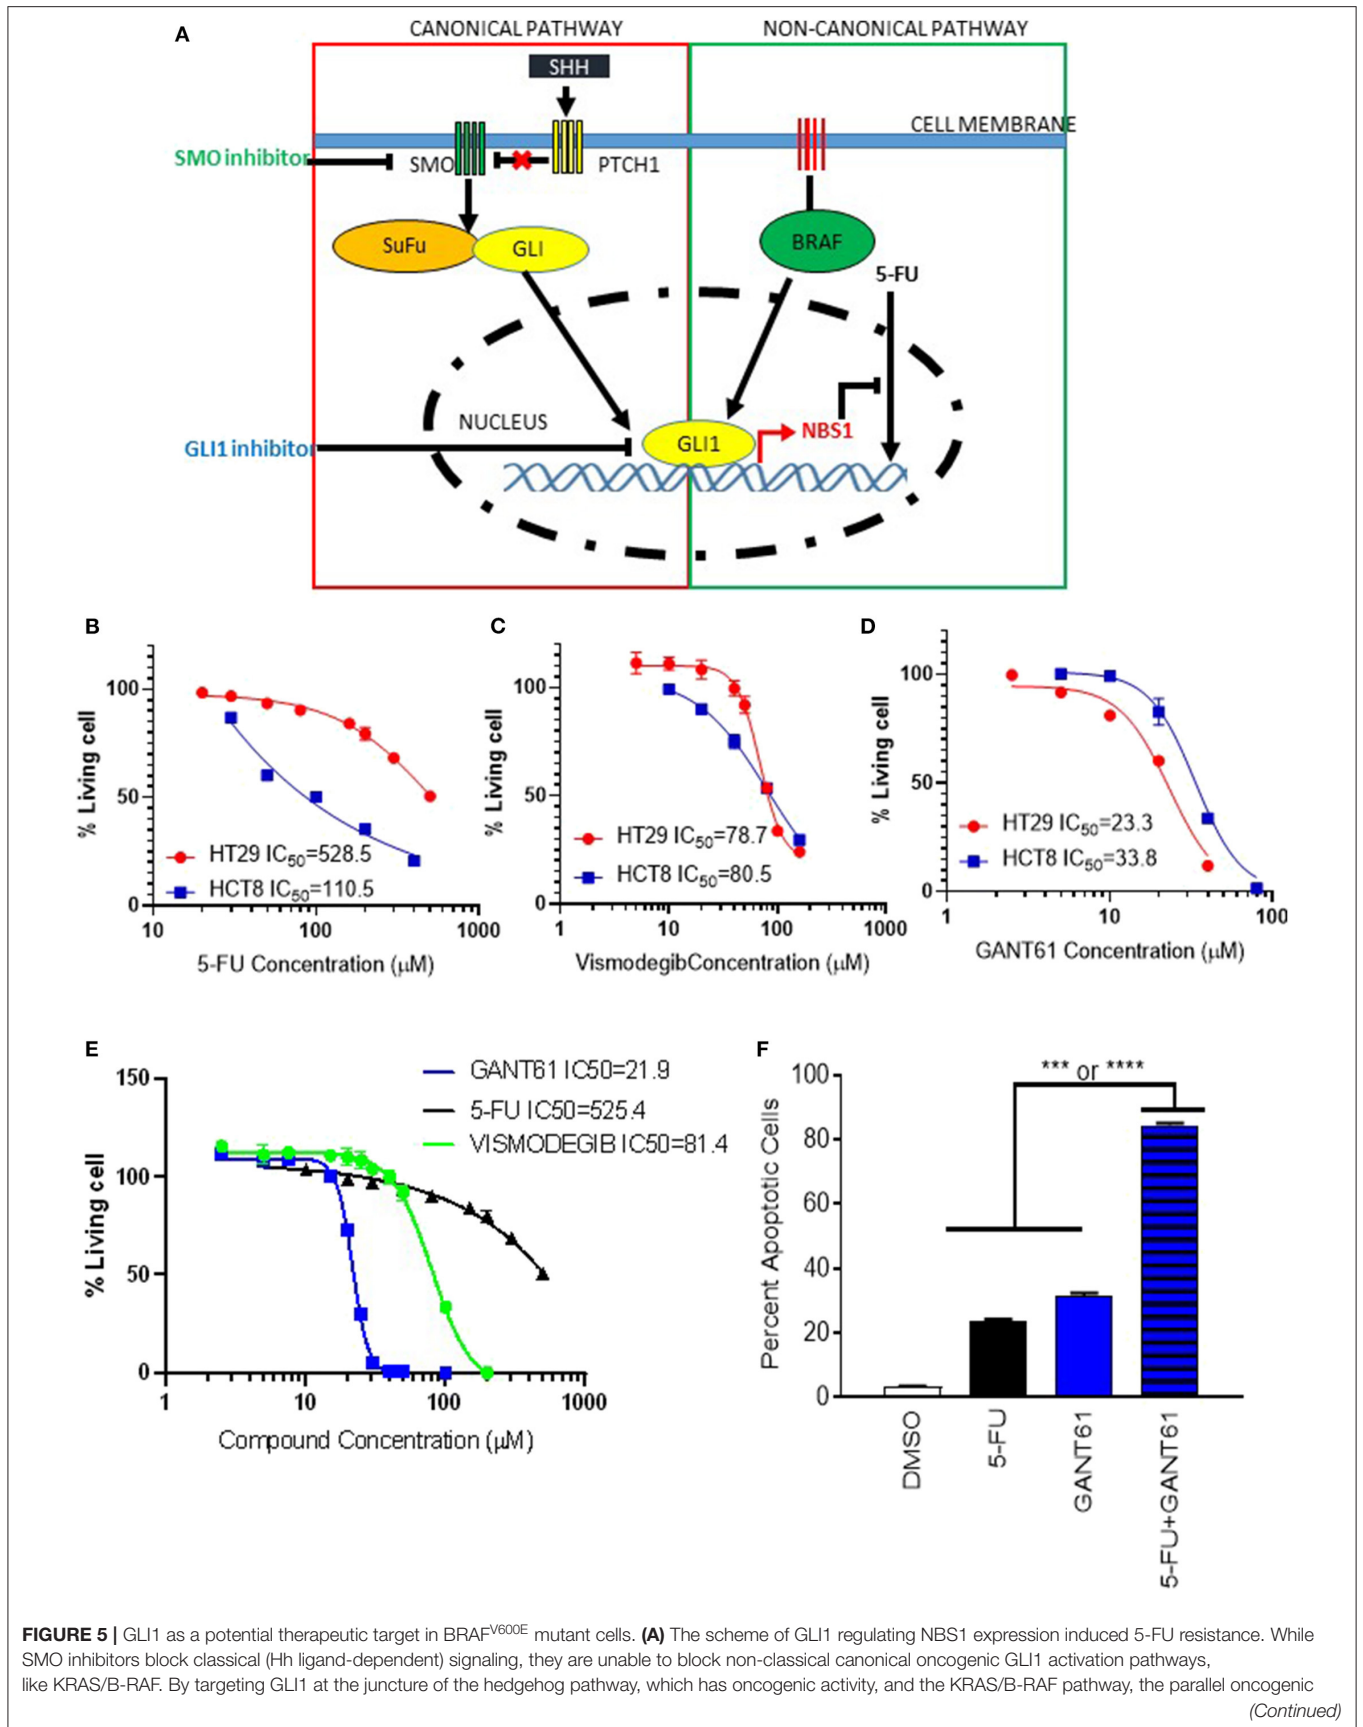 A
CANONICAL PATHWAY
NON-CANONICAL PATHWAY
SHH
CELL MEMBRANE
SMO inhibitor
SMO
PTCH1
SuFu
GLI
BRAF
5-FU
NUCLEUS
GLI1 inhibitor
GLI1
NBS1
B
% Living cell
100
50
0
HT29 IC50=528.5
HCT8 IC50=110.5
10
100
1000
5-FU Concentration (µM)
C
% Living cell
100
50
0
HT29 IC50=78.7
HCT8 IC50=80.5
1
10
100
1000
VismodegibConcentration (µM)
D
% Living cell
100
50
0
HT29 IC50=23.3
HCT8 IC50=33.8
1
10
100
GANT61 Concentration (µM)
E
% Living cell
150
100
50
0
GANT61 IC50=21.9
5-FU IC50=525.4
VISMODEGIB IC50=81.4
1
10
100
1000
Compound Concentration (µM)
F
Percent Apoptotic Cells
100
80
60
40
20
0
*** or ****
DMSO
5-FU
GANT61
5-FU+GANT61
FIGURE 5 | GLI1 as a potential therapeutic target in BRAFV600E mutant cells. (A) The scheme of GLI1 regulating NBS1 expression induced 5-FU resistance. While
SMO inhibitors block classical (Hh ligand-dependent) signaling, they are unable to block non-classical canonical oncogenic GLI1 activation pathways,
like KRAS/B-RAF. By targeting GLI1 at the juncture of the hedgehog pathway, which has oncogenic activity, and the KRAS/B-RAF pathway, the parallel oncogenic
(Continued)